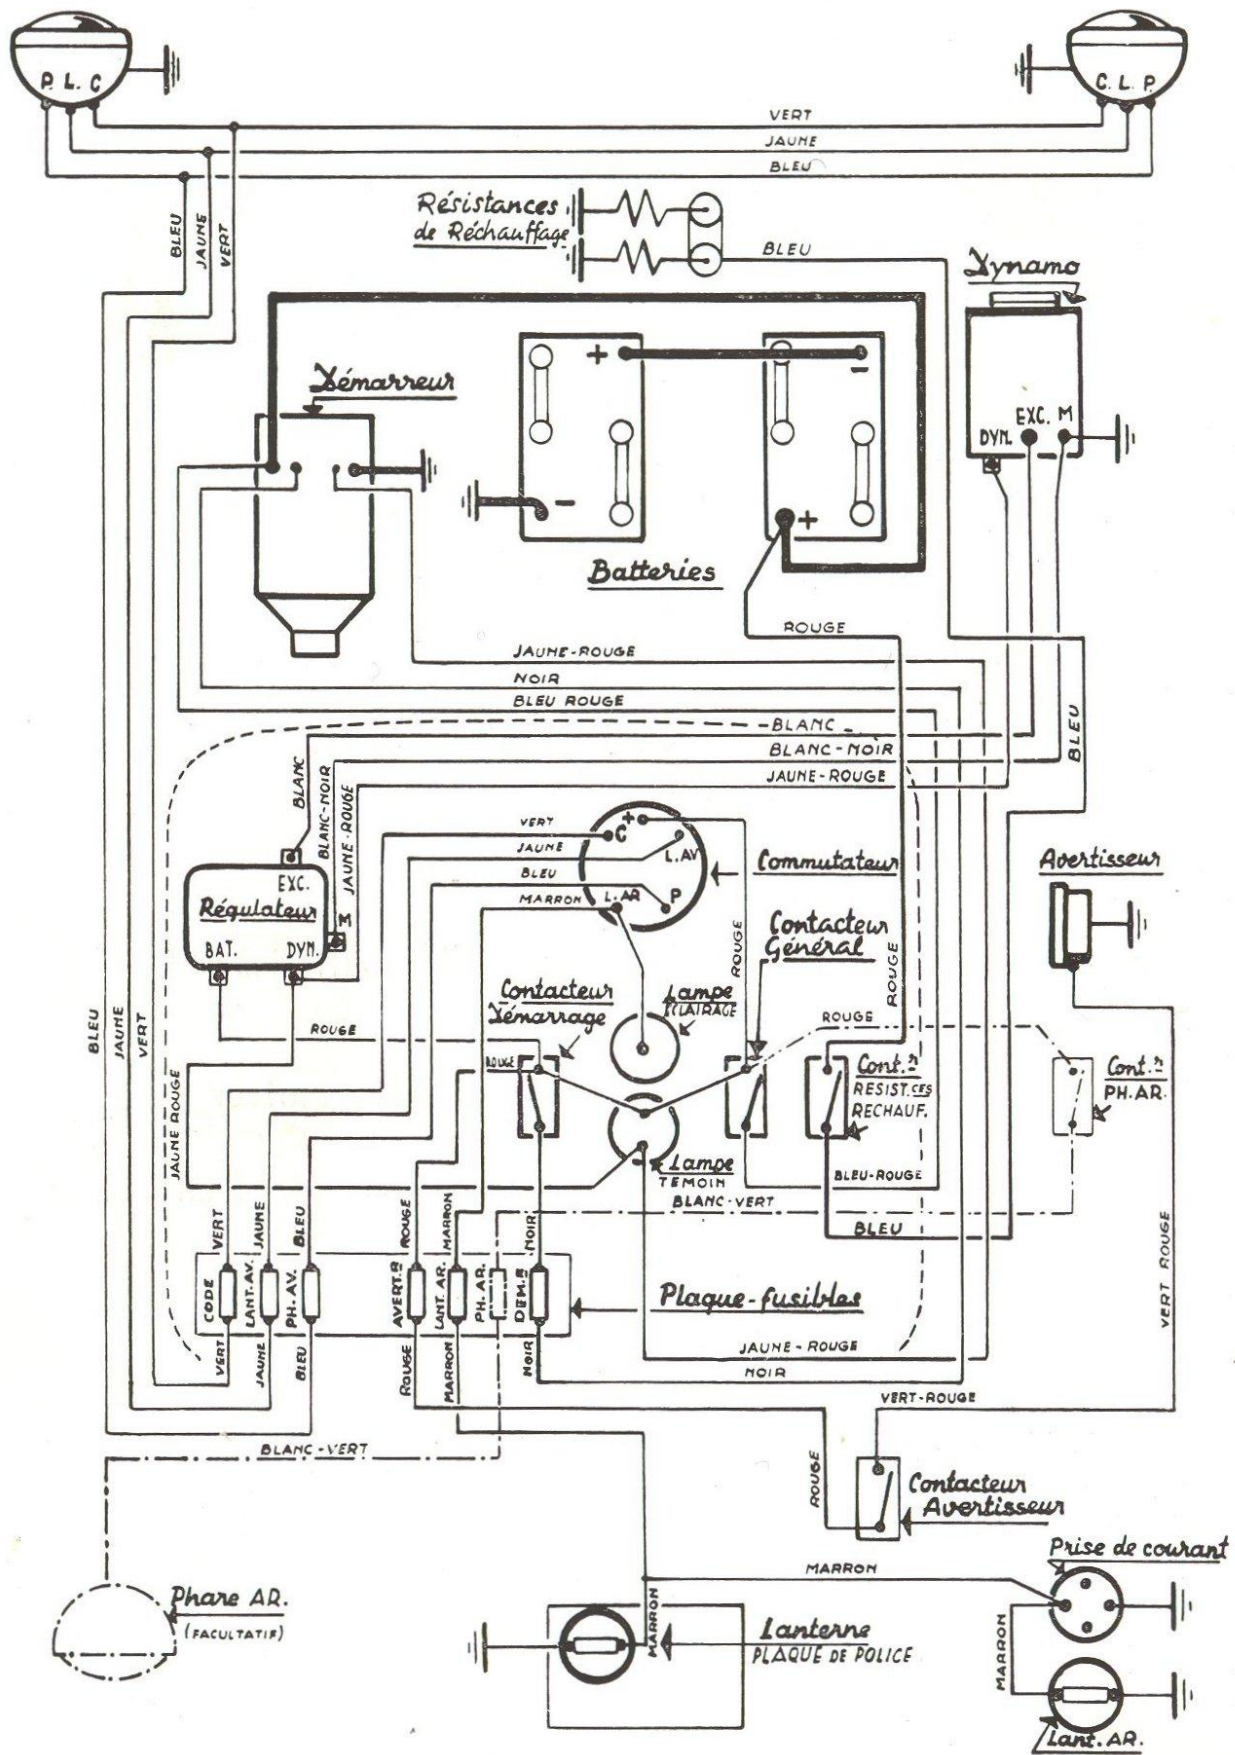 P. L. C
C. L. P.
VERT
JAUNE
BLEU
BLEU
JAUNE
VERT
Résistances
de Réchauffage
BLEU
Dynamo
DYN.
EXC.
M
Démarreur
+
-
-
+
Batteries
ROUGE
JAUNE-ROUGE
NOIR
BLEU ROUGE
BLANC
BLANC-NOIR
JAUNE-ROUGE
BLEU
BLANC
BLANC-NOIR
JAUNE-ROUGE
VERT
JAUNE
BLEU
MARRON
C
+
L.AV
L.AR
P
Commutateur
Avertisseur
EXC.
Régulateur
M
BAT.
DYN.
Contacteur
Général
ROUGE
ROUGE
Contacteur
Démarrage
Lampe
ECLAIRAGE
ROUGE
ROUGE
ROUGE
Cont.r
RESIST.CES
RECHAUF.
Cont.r
PH.AR.
BLEU
JAUNE
VERT
JAUNE ROUGE
-
Lampe
TEMOIN
BLEU-ROUGE
BLANC-VERT
BLEU
VERT
JAUNE
BLEU
ROUGE
MARRON
NOIR
CODE
LANT.AV.
PH.AV.
AVERT.R
LANT.AR.
PH.AR.
DEM.R
Plaque-fusibles
VERT ROUGE
VERT
JAUNE
BLEU
ROUGE
MARRON
NOIR
JAUNE-ROUGE
NOIR
VERT-ROUGE
BLANC-VERT
ROUGE
Contacteur
Avertisseur
Prise de courant
MARRON
Phare AR.
(FACULTATIF)
MARRON
Lanterne
PLAQUE DE POLICE
MARRON
Lant. AR.